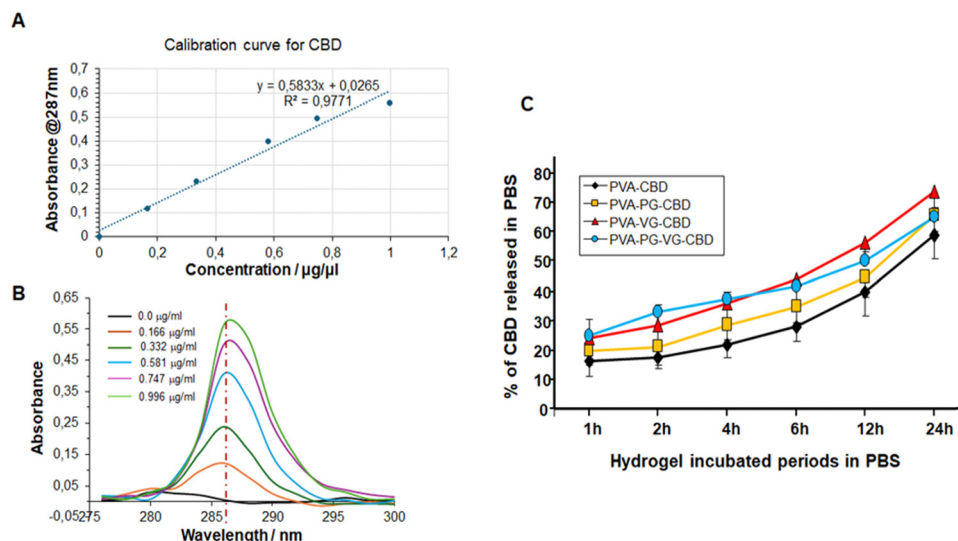 A
Calibration curve for CBD
0,7
0,6
0,5
0,4
0,3
0,2
0,1
0
y = 0,5833x + 0,0265
R² = 0,9771
Absorbance @287nm
0 0,2 0,4 0,6 0,8 1 1,2
Concentration / µg/µl
B
0,65
0,55
0,45
0,35
0,25
0,15
0,05
-0,05
0.0 µg/ml
0.166 µg/ml
0.332 µg/ml
0.581 µg/ml
0.747 µg/ml
0.996 µg/ml
Absorbance
275 280 285 290 295 300
Wavelength / nm
C
80
70
60
50
40
30
20
10
0
PVA-CBD
PVA-PG-CBD
PVA-VG-CBD
PVA-PG-VG-CBD
% of CBD released in PBS
1h 2h 4h 6h 12h 24h
Hydrogel incubated periods in PBS